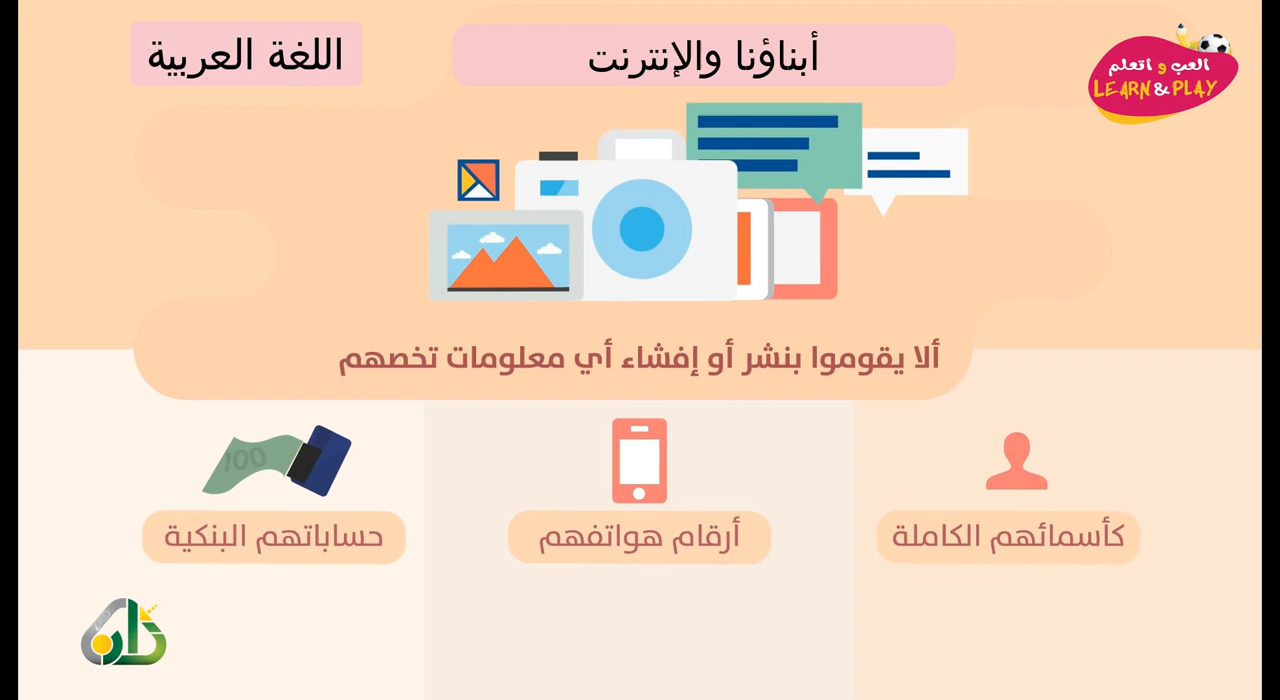 أبناؤنا والإنترنت
اللغة العربية
العب و اتعلم
LEARN & PLAY
ألا يقوموا بنشر أو إفشاء أي معلومات تخصهم
100
كأسمائهم الكاملة
أرقام هواتفهم
حساباتهم البنكية